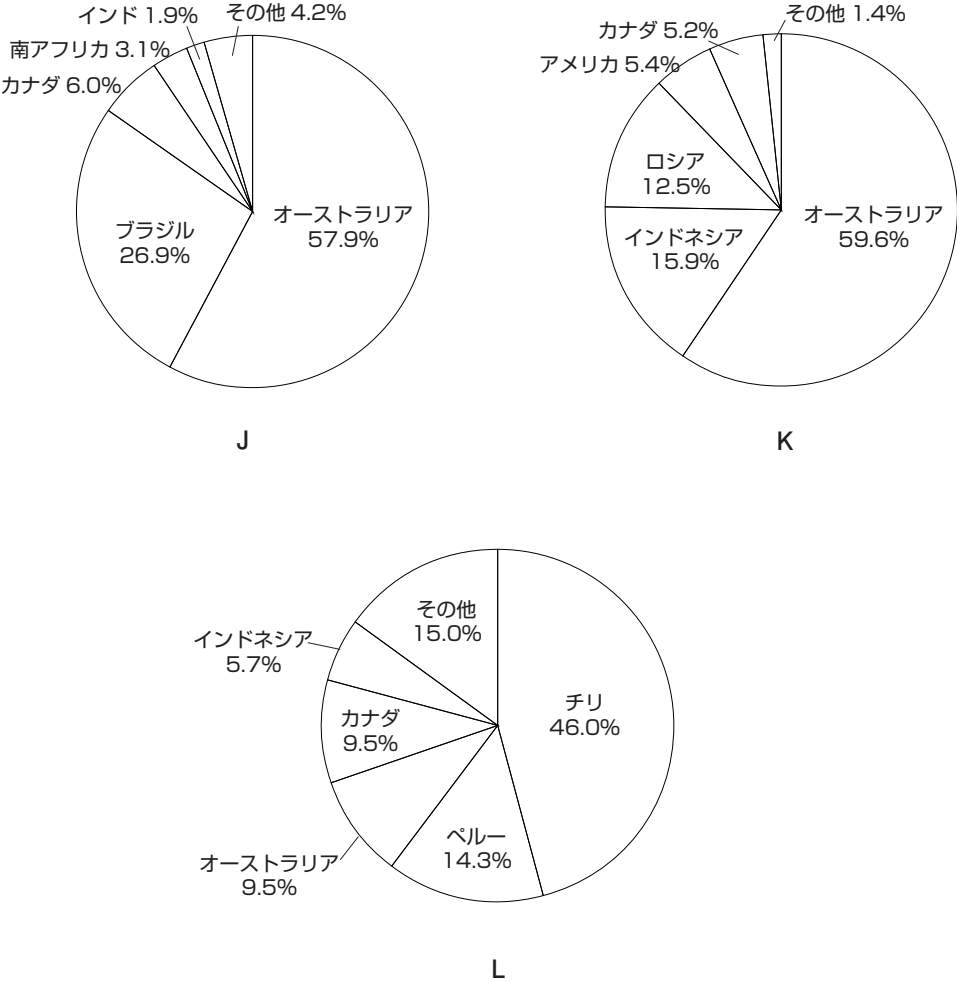 インド 1.9%
その他 4.2%
南アフリカ 3.1%
カナダ 6.0%
ブラジル
26.9%
オーストラリア
57.9%
J
カナダ 5.2%
その他 1.4%
アメリカ 5.4%
ロシア
12.5%
インドネシア
15.9%
オーストラリア
59.6%
K
その他
15.0%
インドネシア
5.7%
チリ
46.0%
カナダ
9.5%
ペルー
14.3%
オーストラリア
9.5%
L